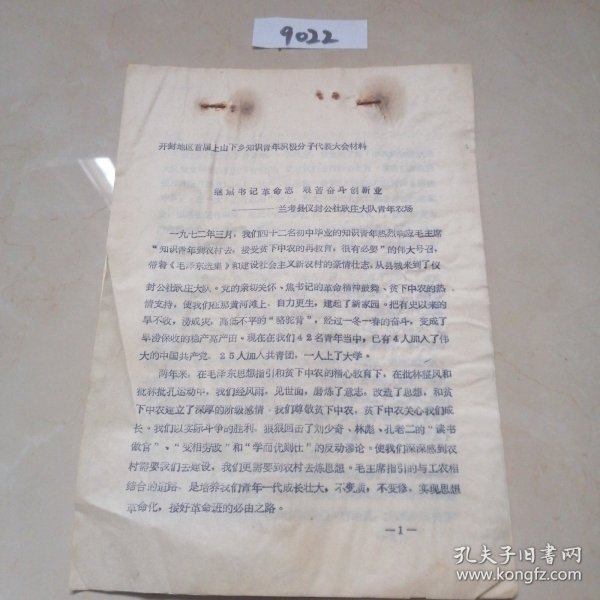 9022
开封地区首届上山下乡知识青年积极分子代表大会材料
继承书记革命志 艰苦奋斗创新业
————兰考县仪封公社耿庄大队青年农场
一九七二年三月，我们四十二名初中毕业的知识青年热烈响应毛主席
“知识青年到农村去，接受贫下中农的再教育，很有必要”的伟大号召，
带着《毛泽东选集》和建设社会主义新农村的豪情壮志，从县城来到了仪
封公社耿庄大队。党的亲切关怀、焦书记的革命精神鼓舞、贫下中农的热
情支持，使我们在那黄河滩上，自力更生，建起了新家园。把有史以来的
旱不收，涝成灾，高低不平的“骆驼背”，经过一冬一春的奋斗，变成了
旱涝保收的稳产高产田。现在在我们42名青年当中，已有4人加入了伟
大的中国共产党，25人加入共青团，一人上了大学。
两年来，在毛泽东思想指引和贫下中农的精心教育下，在批林整风和
批林批孔运动中，我们经风雨，见世面，磨练了意志，改造了思想，和贫
下中农建立了深厚的阶级感情。我们尊敬贫下中农，贫下中农关心我们成
长。我们以实际斗争的胜利，狠狠回击了刘少奇、林彪、孔老二的“读书
做官”、“变相劳改”和“学而优则仕”的反动谬论。使我们深深感到农
村需要我们去建设，我们更需要到农村去炼思想。毛主席指引的与工农相
结合的道路，是培养我们青年一代成长壮大，不变质，不变修，实现思想
革命化，接好革命班的必由之路。
—1—
孔夫子旧书网
www.kongfz.com